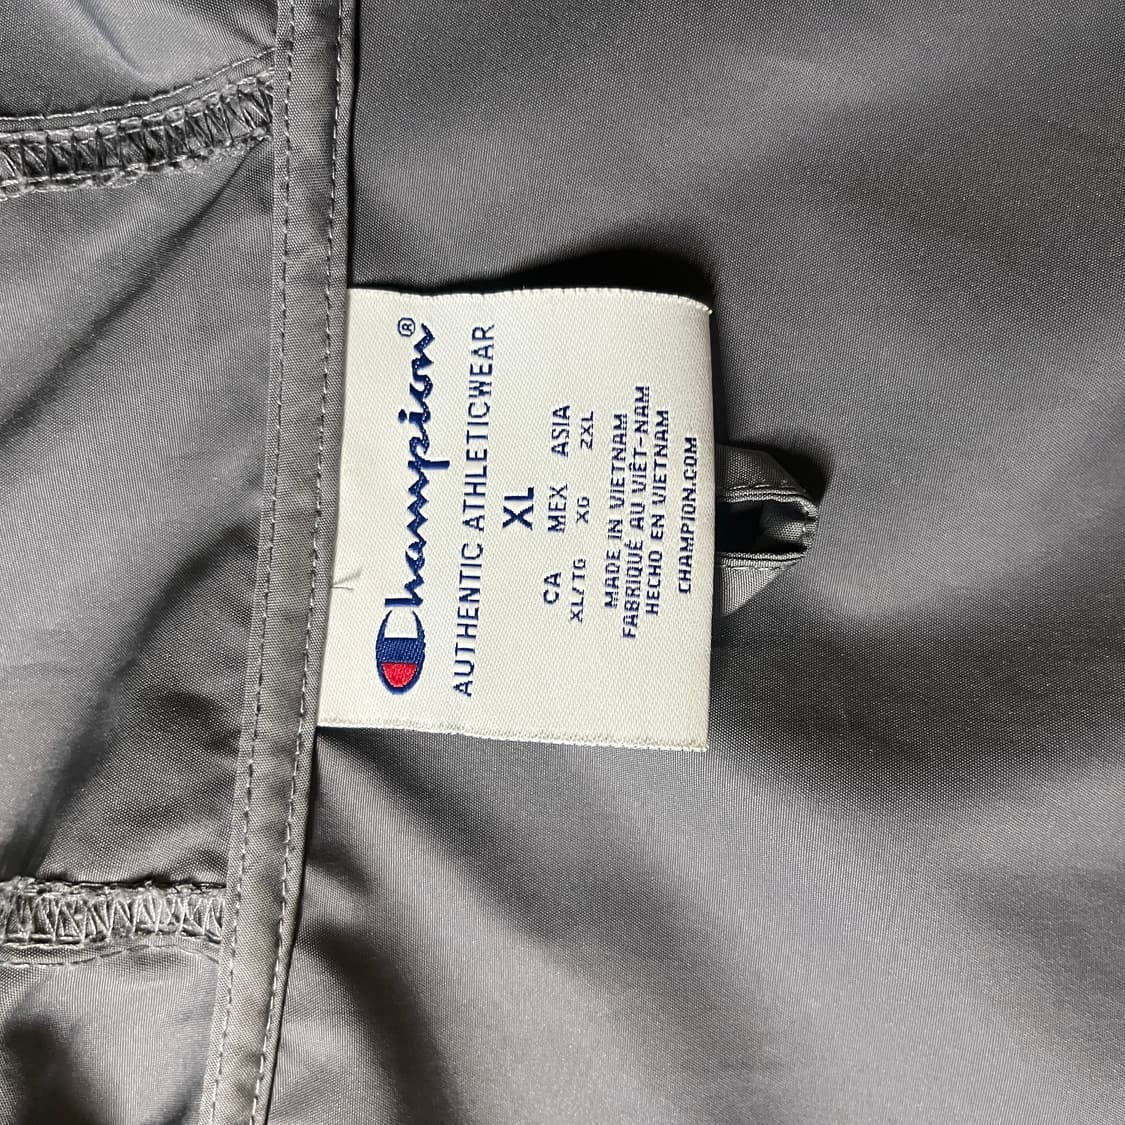 Champion®
AUTHENTIC ATHLETICWEAR
XL
CA MEX ASIA
XL/TG XG 2XL
MADE IN VIETNAM
FABRIQUÉ AU VIÊT-NAM
HECHO EN VIETNAM
CHAMPION.COM